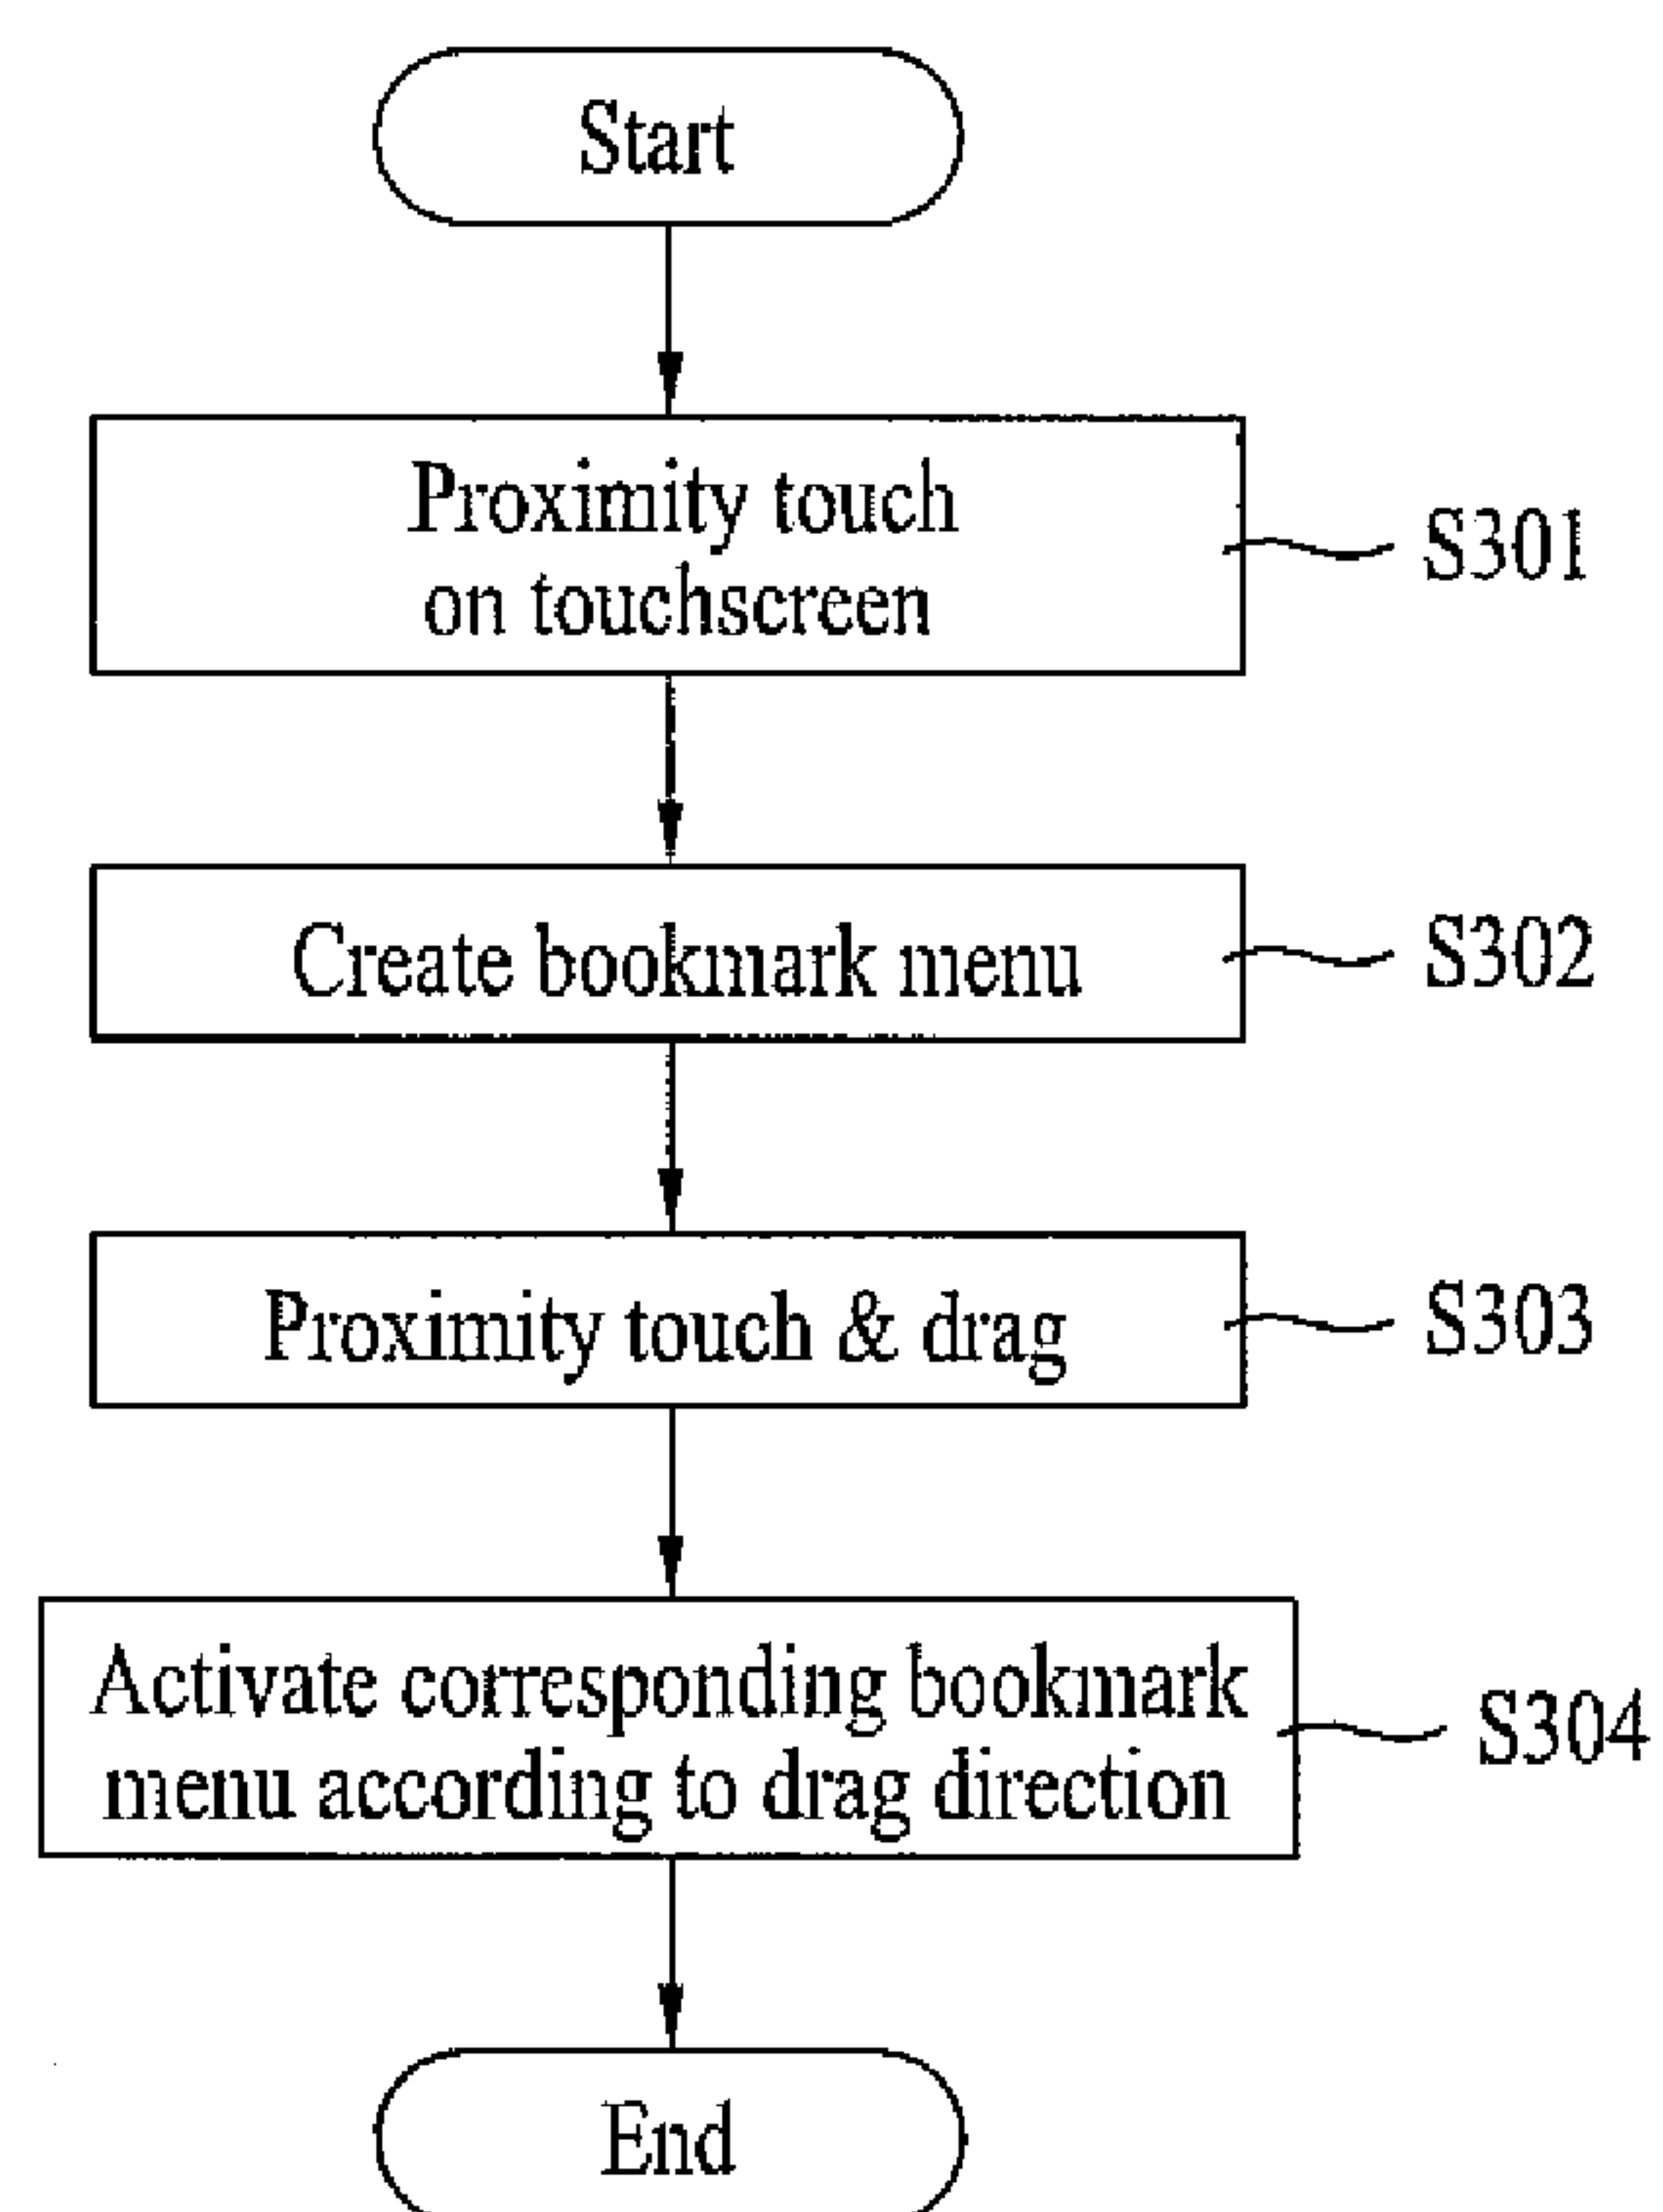 Start
Proximity touch
on touchscreen
S301
Create bookmark menu
S302
Proximity touch & drag
S303
Activate corresponding bookmark
menu according to drag direction
S304
End